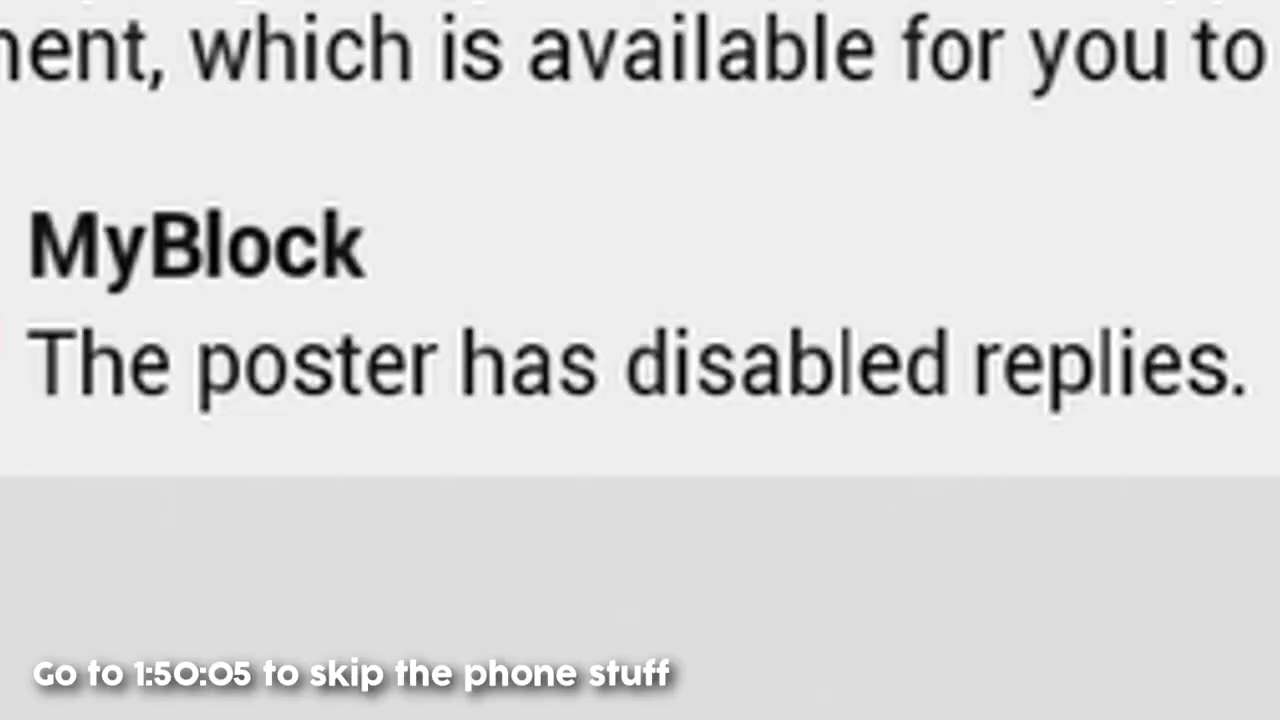 which is available for you to
MyBlock
The poster has disabled replies.
Go to 1:50:05 to skip the phone stuff